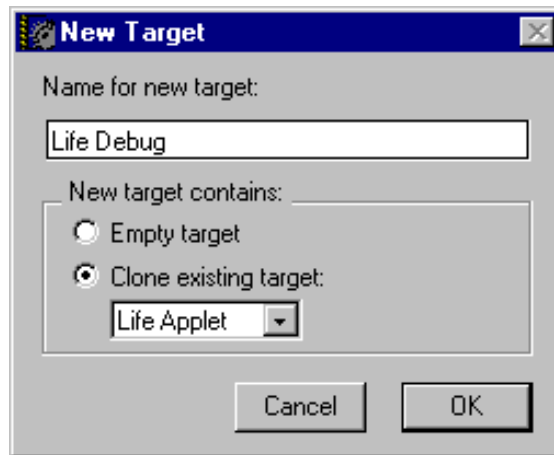 New Target
Name for new target:
Life Debug
New target contains:
Empty target
Clone existing target:
Life Applet
Cancel OK